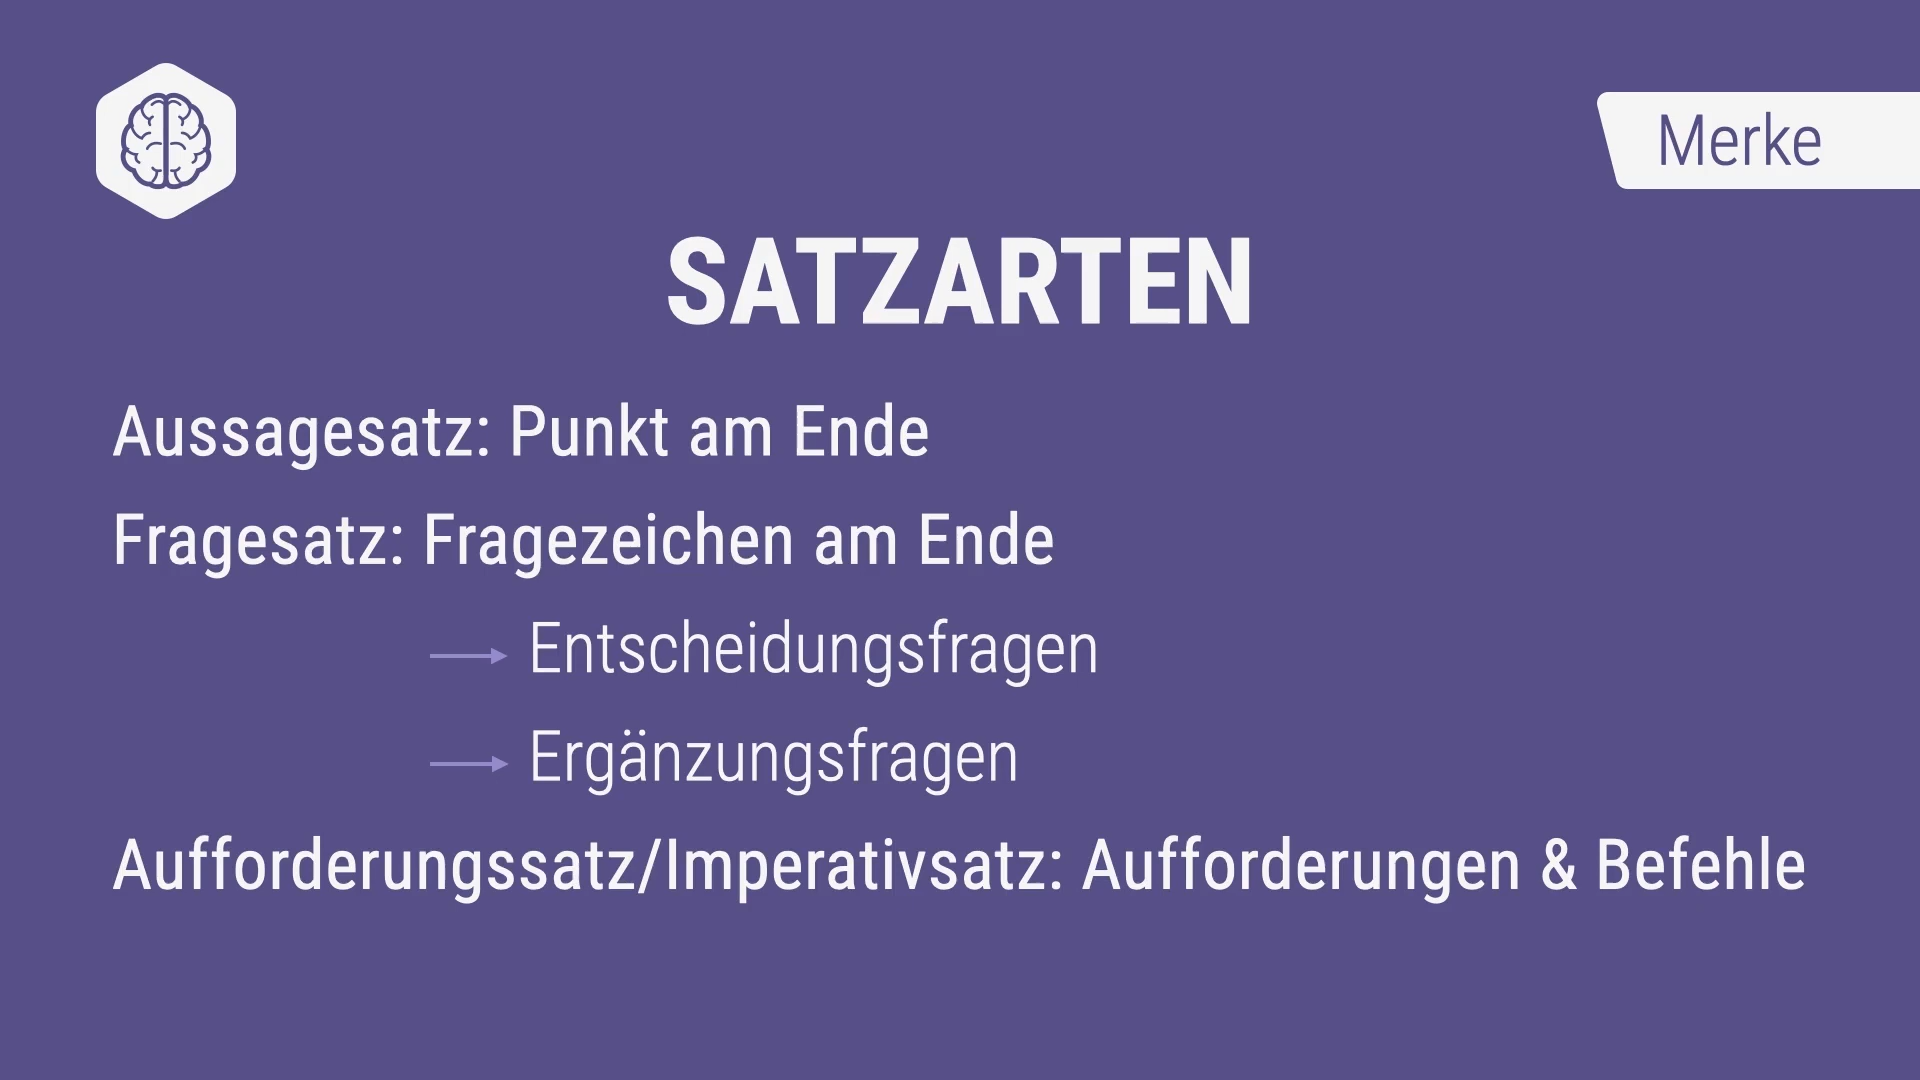 Merke
SATZARTEN
Aussagesatz: Punkt am Ende
Fragesatz: Fragezeichen am Ende
Entscheidungsfragen
Ergänzungsfragen
Aufforderungssatz/Imperativsatz: Aufforderungen & Befehle